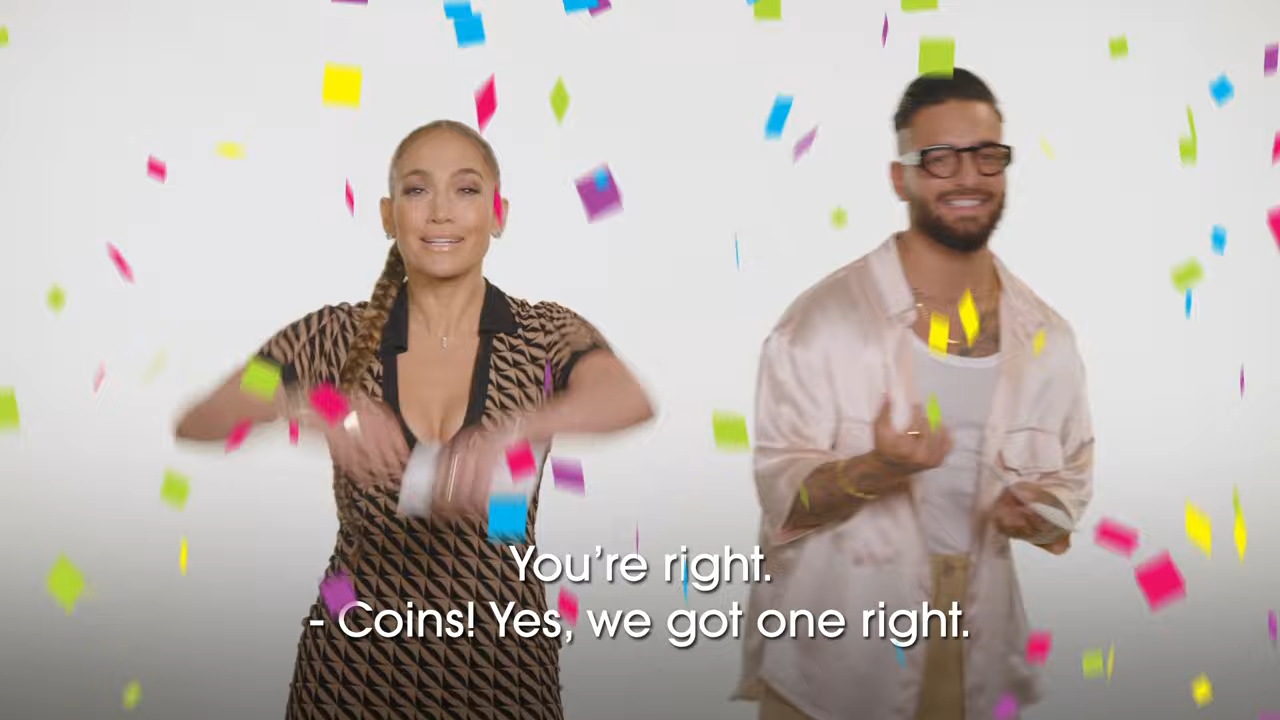 You’re right.
- Coins! Yes, we got one right.